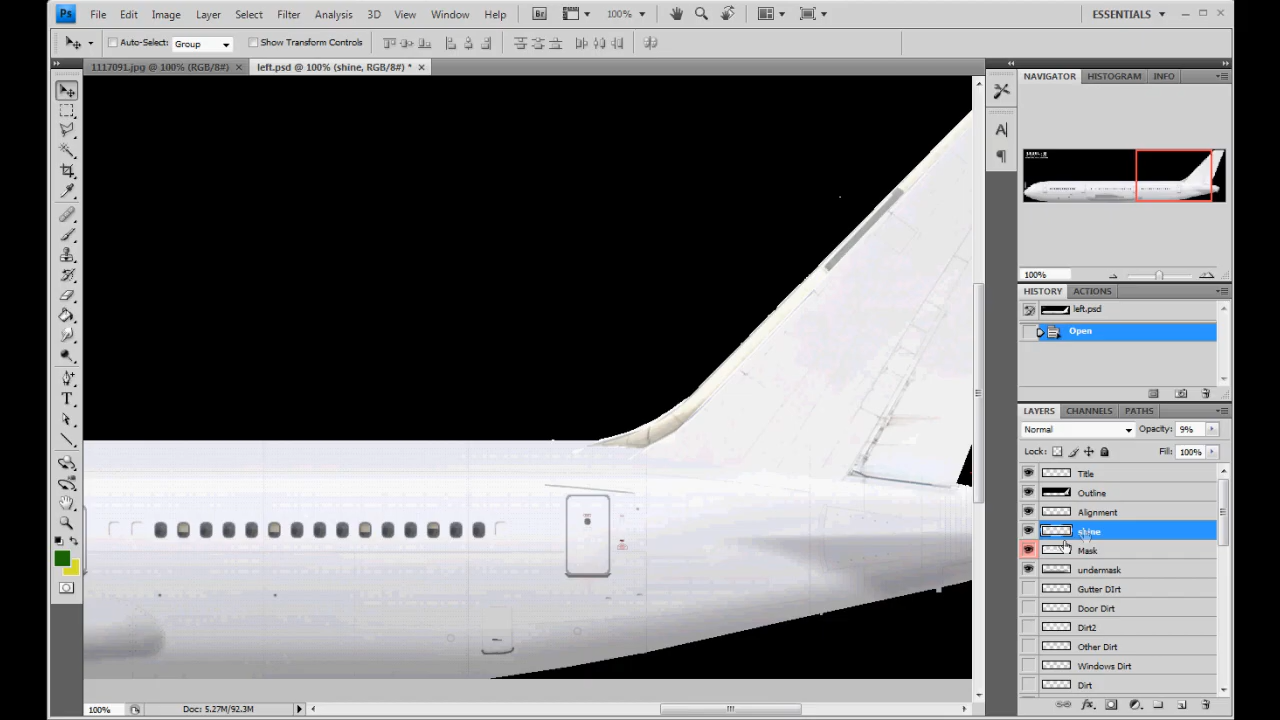 Ps File Edit Image Layer Select Filter Analysis 3D View Window Help Br 100% ESSENTIALS
Auto-Select: Group Show Transform Controls
1117091.jpg @ 100% (RGB/8#) × left.psd @ 100% (shine, RGB/8#) * ×
NAVIGATOR HISTOGRAM INFO
100%
HISTORY ACTIONS
left.psd
Open
LAYERS CHANNELS PATHS
Normal Opacity: 9%
Lock: Fill: 100%
Title
Outline
Alignment
shine
Mask
undermask
Gutter DIrt
Door Dirt
Dirt2
Other Dirt
Windows Dirt
Dirt
100% Doc: 5.27M/92.3M